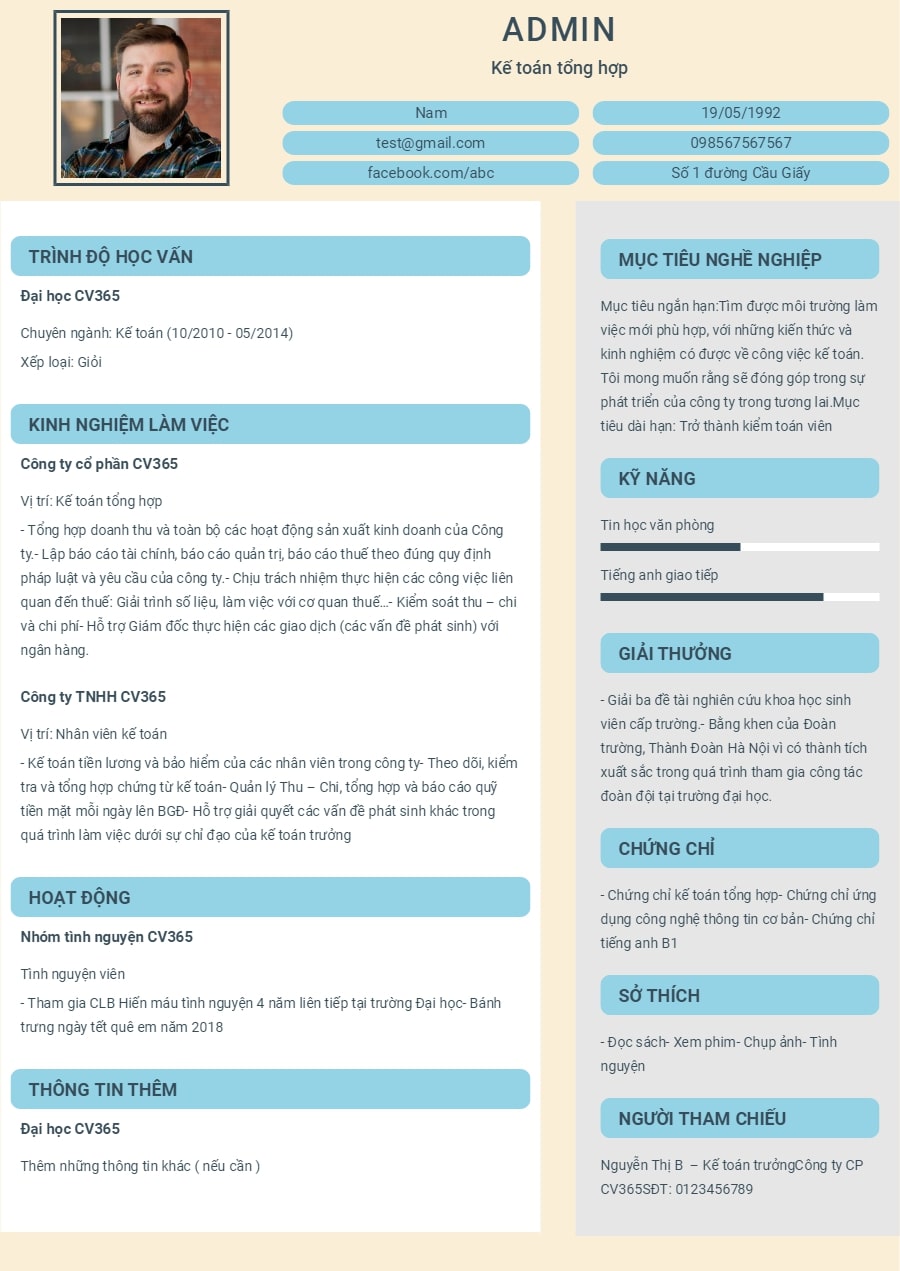 ADMIN
Kế toán tổng hợp
Nam
19/05/1992
test@gmail.com
098567567567
facebook.com/abc
Số 1 đường Cầu Giấy
TRÌNH ĐỘ HỌC VẤN
Đại học CV365
Chuyên ngành: Kế toán (10/2010 - 05/2014)
Xếp loại: Giỏi
KINH NGHIỆM LÀM VIỆC
Công ty cổ phần CV365
Vị trí: Kế toán tổng hợp
- Tổng hợp doanh thu và toàn bộ các hoạt động sản xuất kinh doanh của Công
ty.- Lập báo cáo tài chính, báo cáo quản trị, báo cáo thuế theo đúng quy định
pháp luật và yêu cầu của công ty.- Chịu trách nhiệm thực hiện các công việc liên
quan đến thuế: Giải trình số liệu, làm việc với cơ quan thuế…- Kiểm soát thu – chi
và chi phí- Hỗ trợ Giám đốc thực hiện các giao dịch (các vấn đề phát sinh) với
ngân hàng.
Công ty TNHH CV365
Vị trí: Nhân viên kế toán
- Kế toán tiền lương và bảo hiểm của các nhân viên trong công ty- Theo dõi, kiểm
tra và tổng hợp chứng từ kế toán- Quản lý Thu – Chi, tổng hợp và báo cáo quỹ
tiền mặt mỗi ngày lên BGĐ- Hỗ trợ giải quyết các vấn đề phát sinh khác trong
quá trình làm việc dưới sự chỉ đạo của kế toán trưởng
HOẠT ĐỘNG
Nhóm tình nguyện CV365
Tình nguyện viên
- Tham gia CLB Hiến máu tình nguyện 4 năm liên tiếp tại trường Đại học- Bánh
trưng ngày tết quê em năm 2018
THÔNG TIN THÊM
Đại học CV365
Thêm những thông tin khác ( nếu cần )
MỤC TIÊU NGHỀ NGHIỆP
Mục tiêu ngắn hạn:Tìm được môi trường làm
việc mới phù hợp, với những kiến thức và
kinh nghiệm có được về công việc kế toán.
Tôi mong muốn rằng sẽ đóng góp trong sự
phát triển của công ty trong tương lai.Mục
tiêu dài hạn: Trở thành kiểm toán viên
KỸ NĂNG
Tin học văn phòng
Tiếng anh giao tiếp
GIẢI THƯỞNG
- Giải ba đề tài nghiên cứu khoa học sinh
viên cấp trường.- Bằng khen của Đoàn
trường, Thành Đoàn Hà Nội vì có thành tích
xuất sắc trong quá trình tham gia công tác
đoàn đội tại trường đại học.
CHỨNG CHỈ
- Chứng chỉ kế toán tổng hợp- Chứng chỉ ứng
dụng công nghệ thông tin cơ bản- Chứng chỉ
tiếng anh B1
SỞ THÍCH
- Đọc sách- Xem phim- Chụp ảnh- Tình
nguyện
NGƯỜI THAM CHIẾU
Nguyễn Thị B – Kế toán trưởngCông ty CP
CV365SĐT: 0123456789